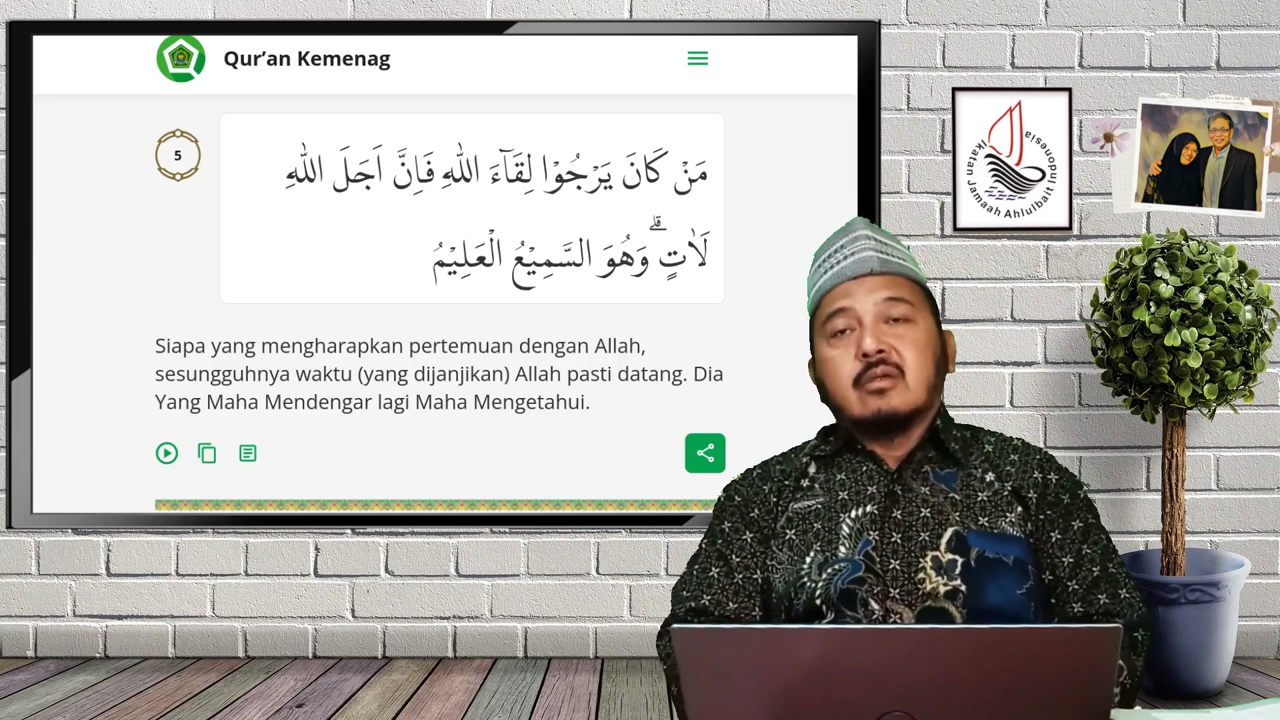 Qur'an Kemenag
5
مَنْ كَانَ يَرْجُوْا لِقَاۤءَ اللّٰهِ فَاِنَّ اَجَلَ اللّٰهِ
لَاٰتٍ ۗوَهُوَ السَّمِيْعُ الْعَلِيْمُ
Siapa yang mengharapkan pertemuan dengan Allah,
sesungguhnya waktu (yang dijanjikan) Allah pasti datang. Dia
Yang Maha Mendengar lagi Maha Mengetahui.
Ikatan Jamaah Ahlulbait Indonesia